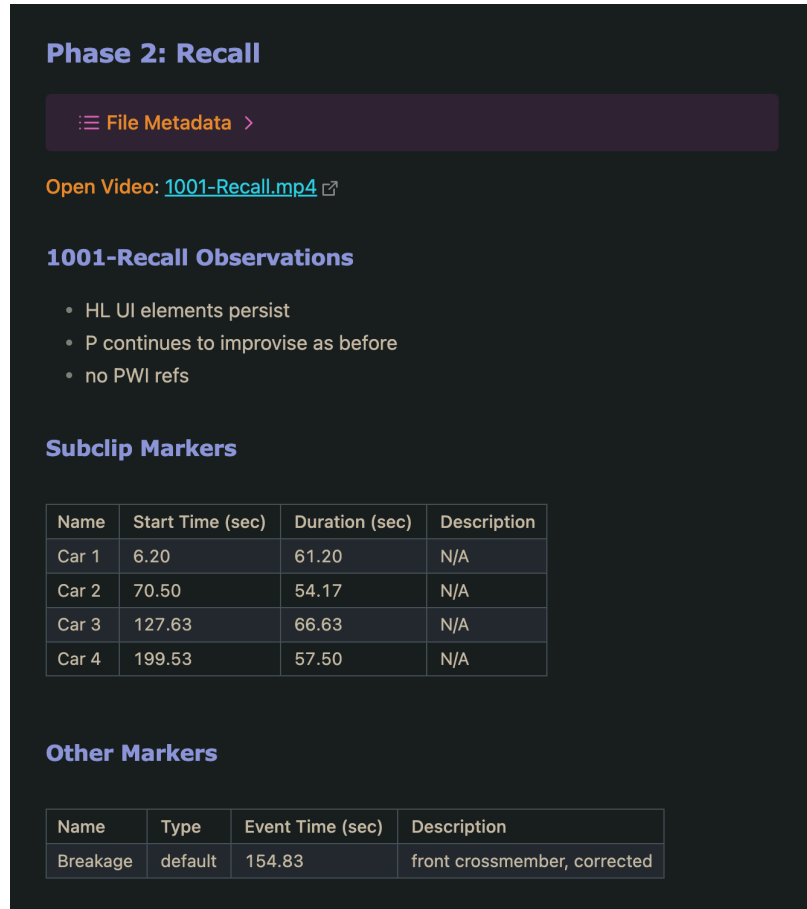 Phase 2: Recall
File Metadata
Open Video: 1001-Recall.mp4
1001-Recall Observations
• HL UI elements persist
• P continues to improvise as before
• no PWI refs
Subclip Markers
Name Start Time (sec) Duration (sec) Description
Car 1 6.20 61.20 N/A
Car 2 70.50 54.17 N/A
Car 3 127.63 66.63 N/A
Car 4 199.53 57.50 N/A
Other Markers
Name Type Event Time (sec) Description
Breakage default 154.83 front crossmember, corrected